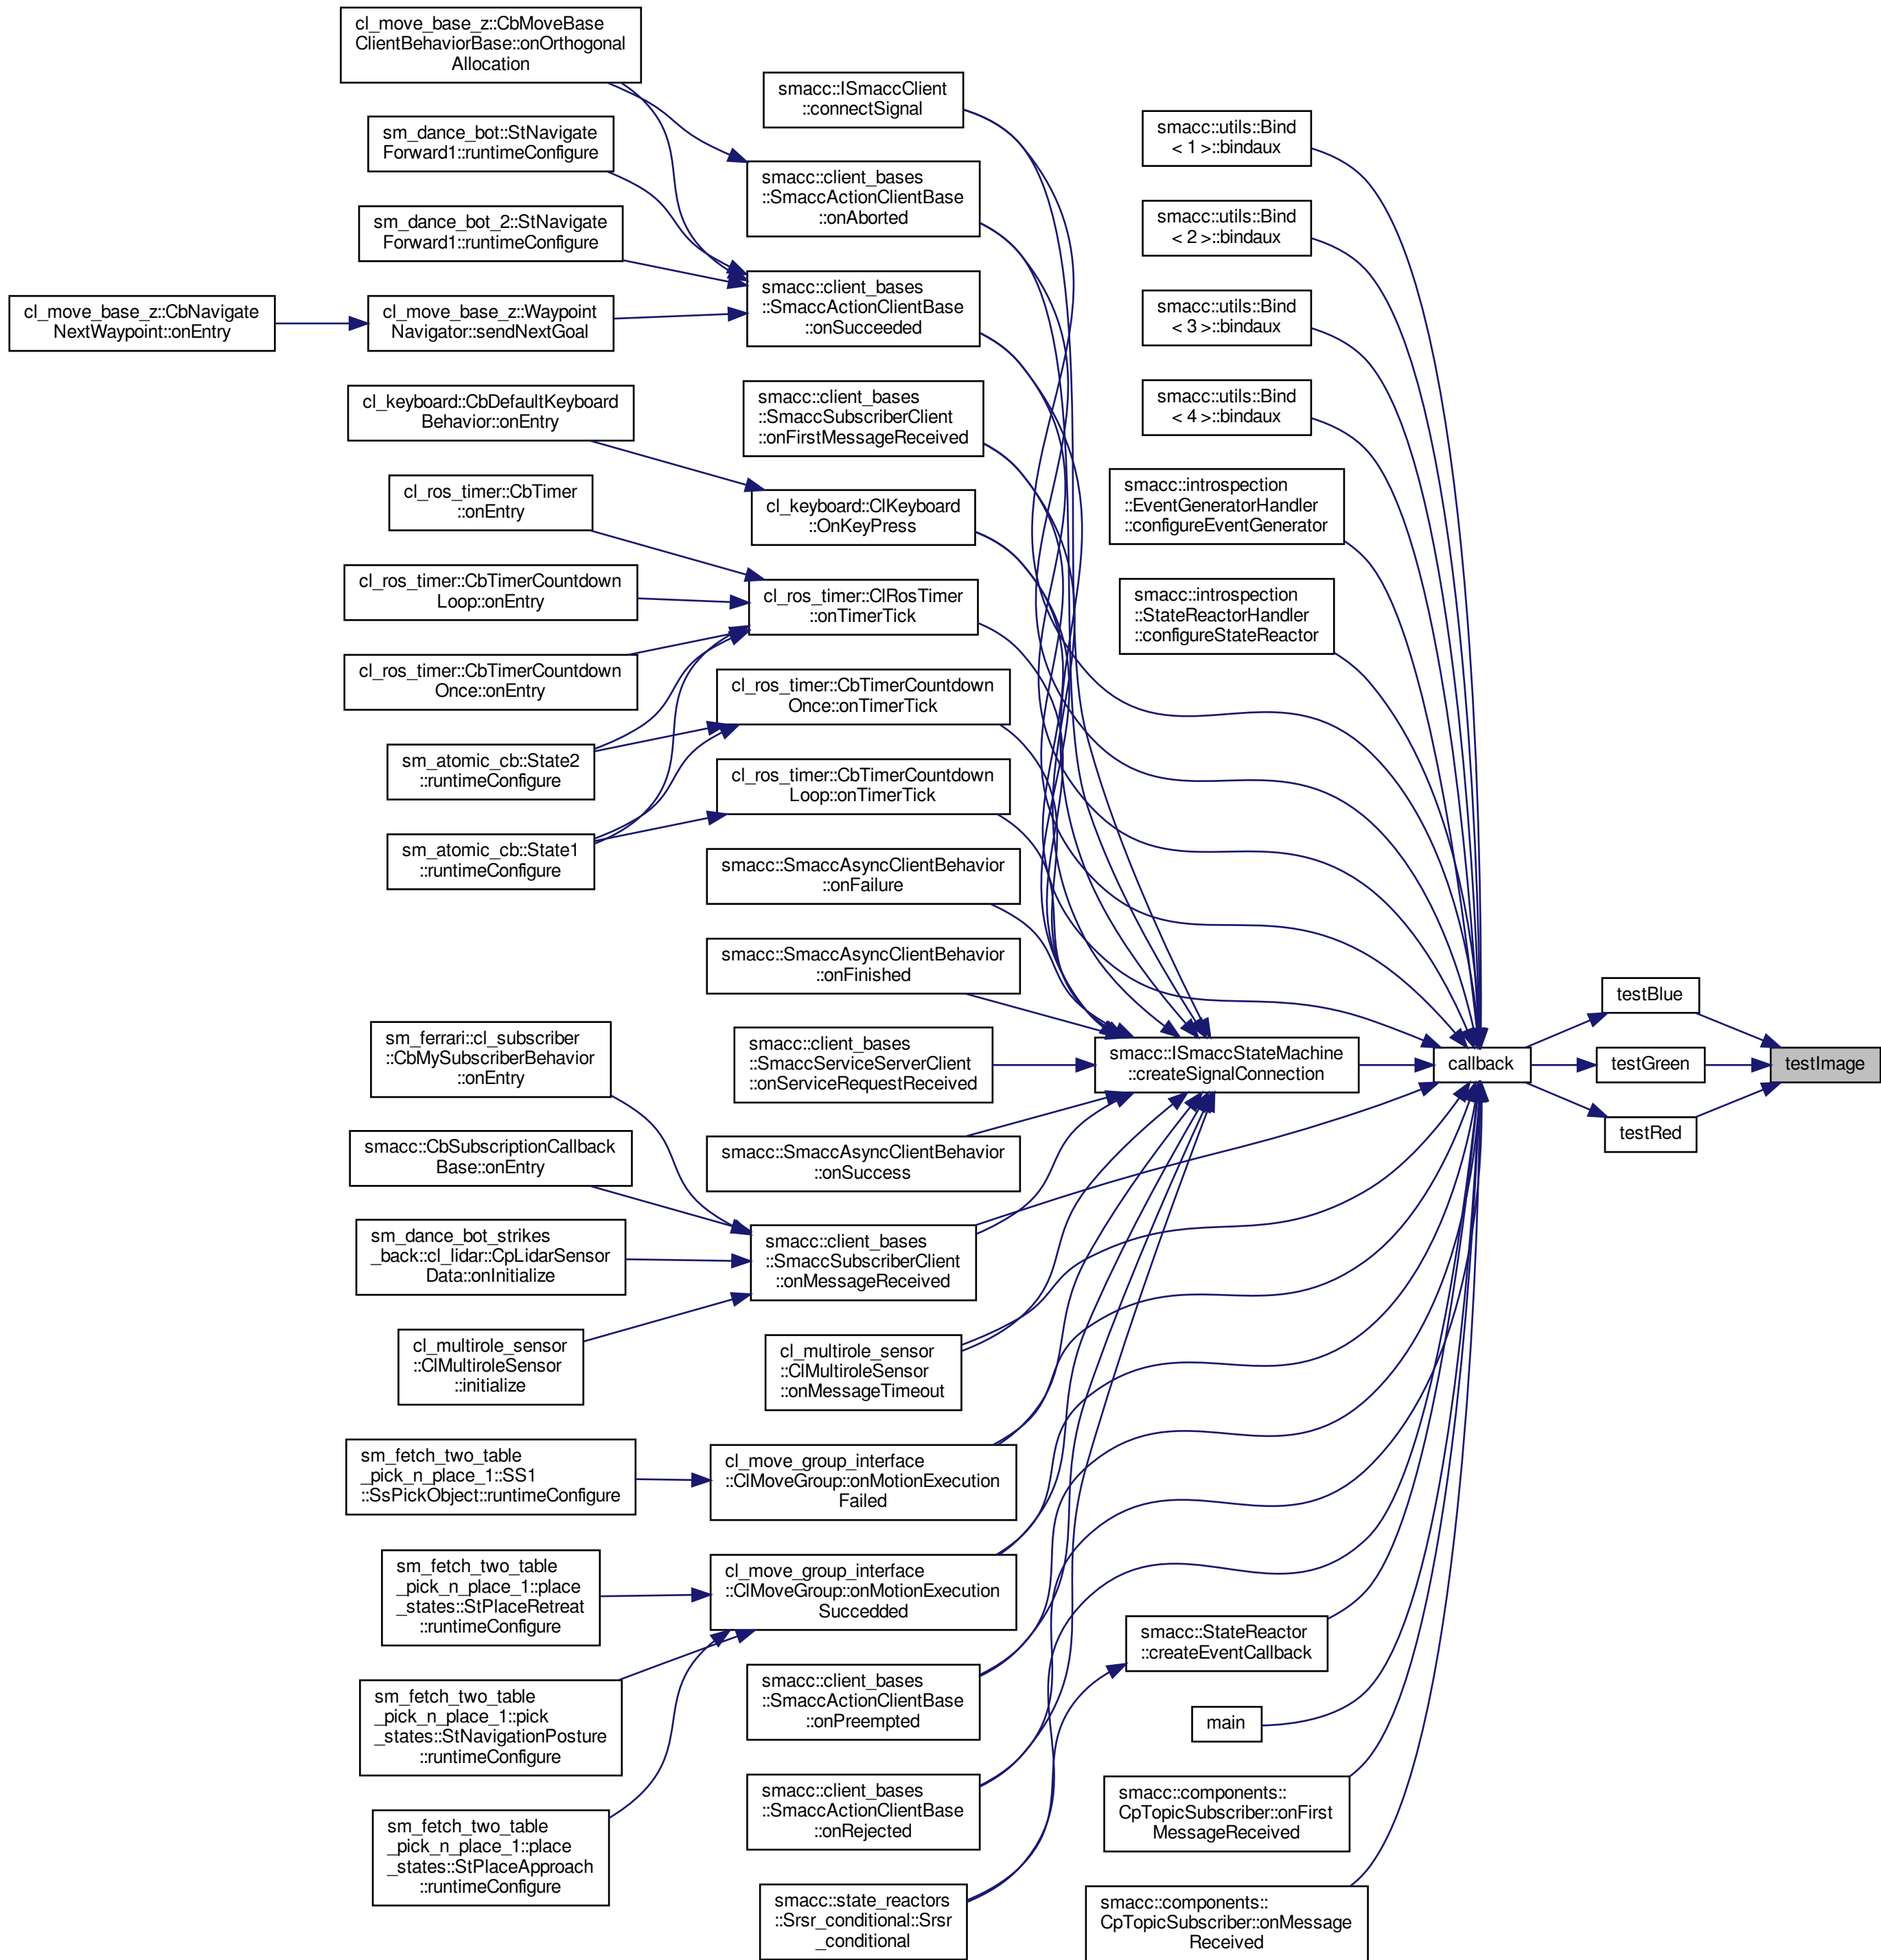 cl_move_base_z::CbMoveBase
ClientBehaviorBase::onOrthogonal
Allocation
sm_dance_bot::StNavigate
Forward1::runtimeConfigure
sm_dance_bot_2::StNavigate
Forward1::runtimeConfigure
cl_move_base_z::CbNavigate
NextWaypoint::onEntry
cl_move_base_z::Waypoint
Navigator::sendNextGoal
cl_keyboard::CbDefaultKeyboard
Behavior::onEntry
cl_ros_timer::CbTimer
::onEntry
cl_ros_timer::CbTimerCountdown
Loop::onEntry
cl_ros_timer::CbTimerCountdown
Once::onEntry
sm_atomic_cb::State2
::runtimeConfigure
sm_atomic_cb::State1
::runtimeConfigure
sm_ferrari::cl_subscriber
::CbMySubscriberBehavior
::onEntry
smacc::CbSubscriptionCallback
Base::onEntry
sm_dance_bot_strikes
_back::cl_lidar::CpLidarSensor
Data::onInitialize
cl_multirole_sensor
::ClMultiroleSensor
::initialize
sm_fetch_two_table
_pick_n_place_1::SS1
::SsPickObject::runtimeConfigure
sm_fetch_two_table
_pick_n_place_1::place
_states::StPlaceRetreat
::runtimeConfigure
sm_fetch_two_table
_pick_n_place_1::pick
_states::StNavigationPosture
::runtimeConfigure
sm_fetch_two_table
_pick_n_place_1::place
_states::StPlaceApproach
::runtimeConfigure
smacc::ISmaccClient
::connectSignal
smacc::client_bases
::SmaccActionClientBase
::onAborted
smacc::client_bases
::SmaccActionClientBase
::onSucceeded
smacc::client_bases
::SmaccSubscriberClient
::onFirstMessageReceived
cl_keyboard::ClKeyboard
::OnKeyPress
cl_ros_timer::ClRosTimer
::onTimerTick
cl_ros_timer::CbTimerCountdown
Once::onTimerTick
cl_ros_timer::CbTimerCountdown
Loop::onTimerTick
smacc::SmaccAsyncClientBehavior
::onFailure
smacc::SmaccAsyncClientBehavior
::onFinished
smacc::client_bases
::SmaccServiceServerClient
::onServiceRequestReceived
smacc::SmaccAsyncClientBehavior
::onSuccess
smacc::client_bases
::SmaccSubscriberClient
::onMessageReceived
cl_multirole_sensor
::ClMultiroleSensor
::onMessageTimeout
cl_move_group_interface
::ClMoveGroup::onMotionExecution
Failed
cl_move_group_interface
::ClMoveGroup::onMotionExecution
Succedded
smacc::client_bases
::SmaccActionClientBase
::onPreempted
smacc::client_bases
::SmaccActionClientBase
::onRejected
smacc::state_reactors
::Srsr_conditional::Srsr
_conditional
smacc::utils::Bind
< 1 >::bindaux
smacc::utils::Bind
< 2 >::bindaux
smacc::utils::Bind
< 3 >::bindaux
smacc::utils::Bind
< 4 >::bindaux
smacc::introspection
::EventGeneratorHandler
::configureEventGenerator
smacc::introspection
::StateReactorHandler
::configureStateReactor
smacc::ISmaccStateMachine
::createSignalConnection
smacc::StateReactor
::createEventCallback
main
smacc::components::
CpTopicSubscriber::onFirst
MessageReceived
smacc::components::
CpTopicSubscriber::onMessage
Received
callback
testBlue
testGreen
testRed
testImage